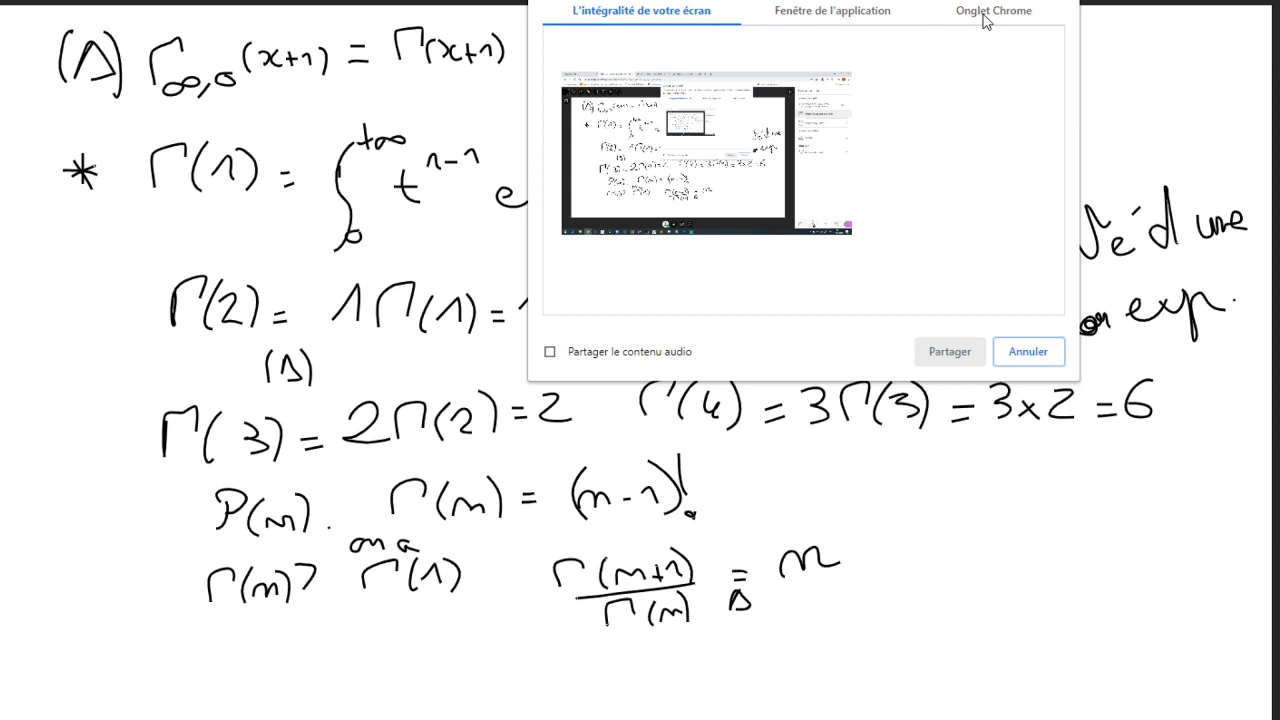 L'intégralité de votre écran Fenêtre de l'application Onglet Chrome
(Δ) Γ∞,0 (x+1) = Γ(x+1)
* Γ(1) = ∫₀^+∞ t^1-1 e
d une
exp.
Γ(2) = 1Γ(1) =
(Δ)
Partager le contenu audio Partager Annuler
Γ(3) = 2Γ(2) = 2 Γ(4) = 3Γ(3) = 3×2 = 6
P(n). Γ(n) = (n-1)!
on a
Γ(n)? Γ(1) Γ(n+1)/Γ(n) = n
Δ